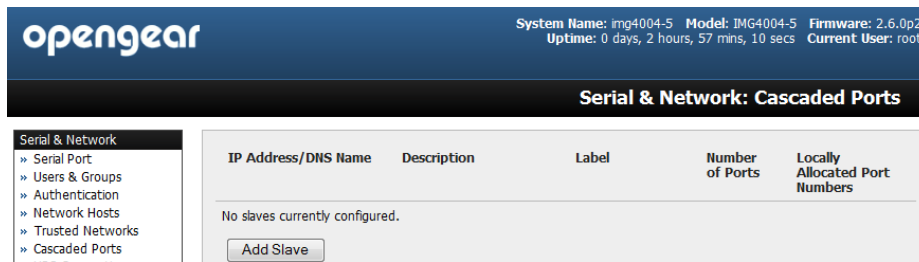 opengear
System Name: img4004-5 Model: IMG4004-5 Firmware: 2.6.0p2
Uptime: 0 days, 2 hours, 57 mins, 10 secs Current User: root
Serial & Network: Cascaded Ports
Serial & Network
» Serial Port
» Users & Groups
» Authentication
» Network Hosts
» Trusted Networks
» Cascaded Ports
IP Address/DNS Name Description Label Number of Ports Locally Allocated Port Numbers
No slaves currently configured.
Add Slave